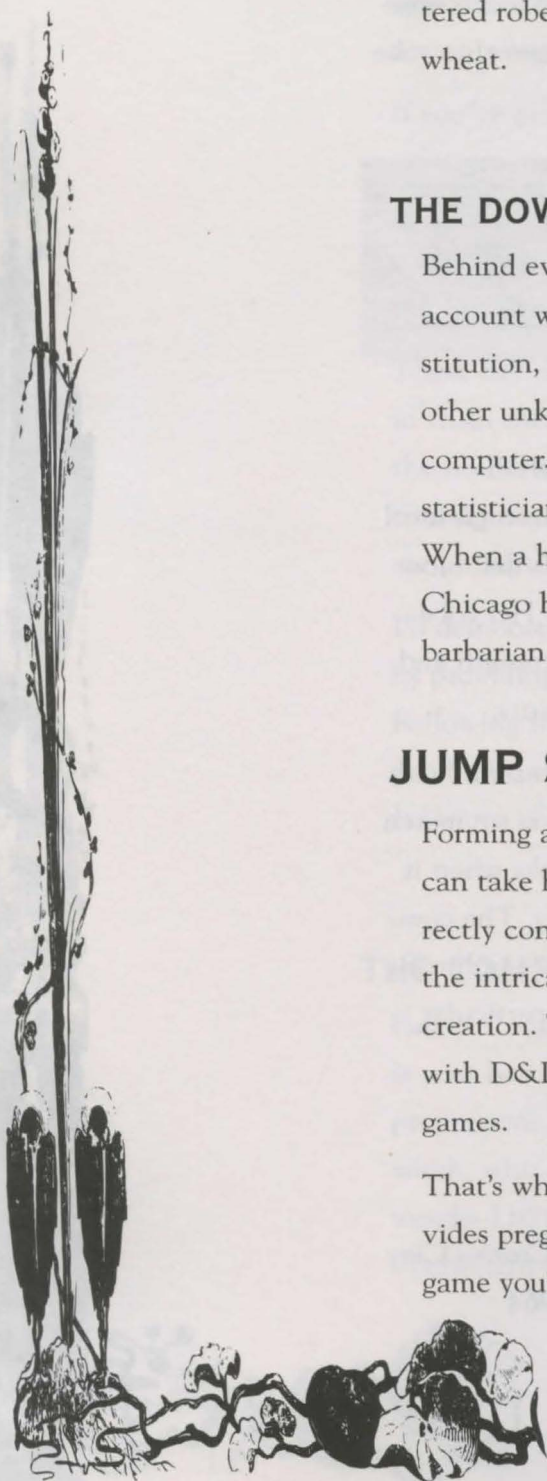 tered robe
wheat.
THE DOW
Behind ev
account w
stitution,
other unk
computer.
statistician
When a h
Chicago h
barbarian
JUMP S
Forming a
can take h
rectly con
the intrica
creation.
with D&D
games.
That's wh
vides preg
game you